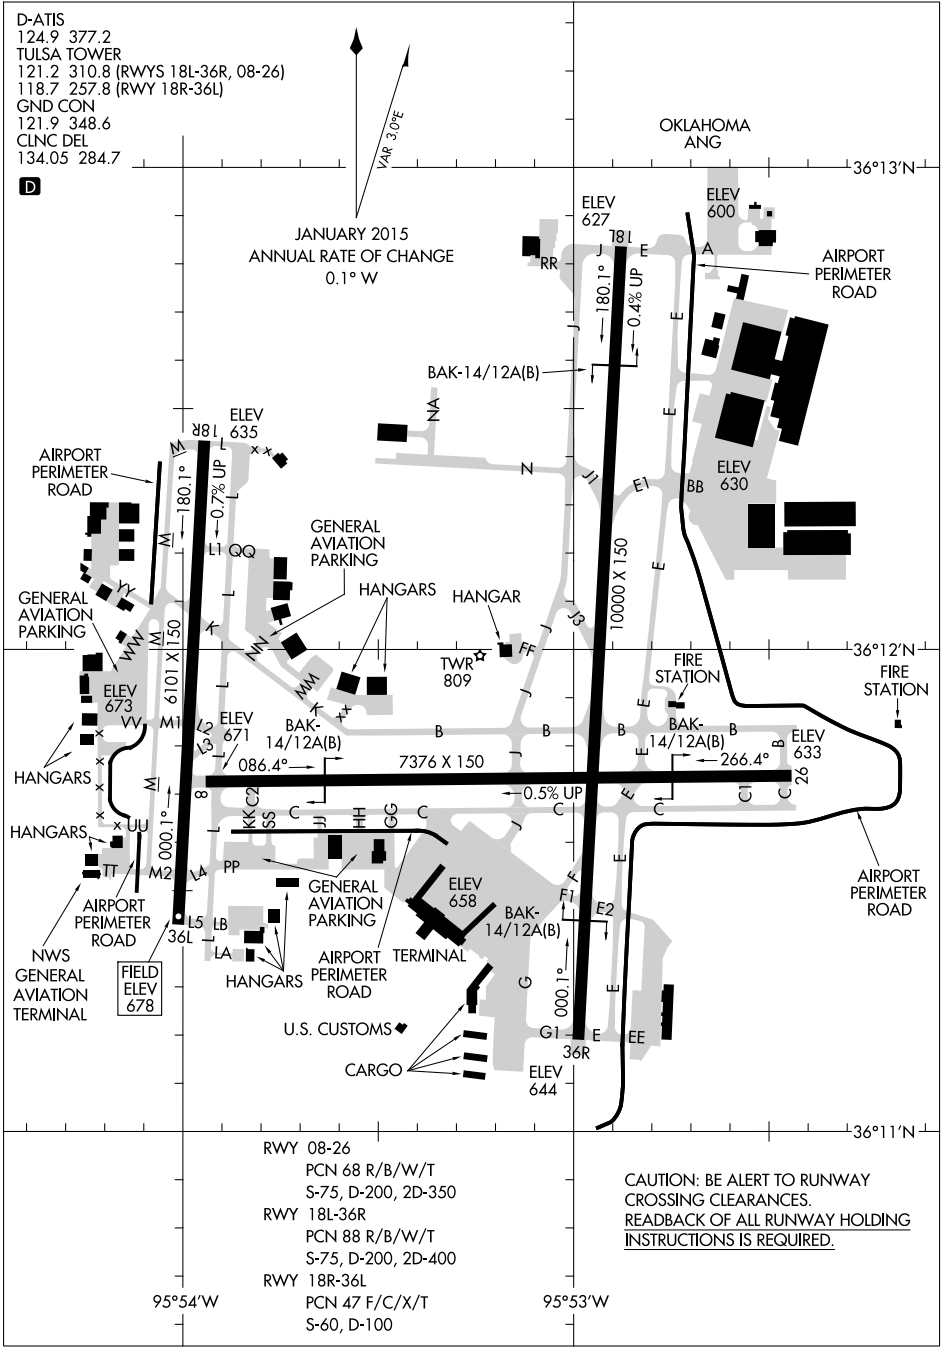 D-ATIS
124.9 377.2
TULSA TOWER
121.2 310.8 (RWYS 18L-36R, 08-26)
118.7 257.8 (RWY 18R-36L)
GND CON
121.9 348.6
CLNC DEL
134.05 284.7
D
VAR 3.0°E
JANUARY 2015
ANNUAL RATE OF CHANGE
0.1° W
OKLAHOMA
ANG
36°13'N
ELEV
627
ELEV
600
18L
RR
J
E
A
AIRPORT
PERIMETER
ROAD
180.1°
0.4% UP
J
E
BAK-14/12A(B)
NA
E
18R
ELEV
635
M
L
x x
AIRPORT
PERIMETER
ROAD
180.1°
0.7% UP
L
N
J1
E1
BB
ELEV
630
GENERAL
AVIATION
PARKING
M
L1
QQ
10000 X 150
E
YY
L
HANGARS
HANGAR
GENERAL
AVIATION
PARKING
WW
M
6101 X 150
K
NN
J
J3
FF
TWR
809
36°12'N
FIRE
STATION
FIRE
STATION
ELEV
673
L
MM
J
E
VV
M1
L2
ELEV
671
K
x x
BAK-
14/12A(B)
B
B
J
B
E
BAK-
14/12A(B)
B
B
ELEV
633
L3
HANGARS
x
x
x
x
M
086.4°
7376 X 150
266.4°
26
8
KK
C2
SS
C
0.5% UP
E
C1
C
HANGARS
UU
000.1°
L
JJ
HH
GG
C
J
C
TT
M2
L4
PP
E
AIRPORT
PERIMETER
ROAD
GENERAL
AVIATION
PARKING
ELEV
658
F
F1
E2
BAK-
14/12A(B)
AIRPORT
PERIMETER
ROAD
36L
L5
LB
L
LA
NWS
GENERAL
AVIATION
TERMINAL
FIELD
ELEV
678
HANGARS
AIRPORT
PERIMETER
ROAD
TERMINAL
G
000.1°
E
U.S. CUSTOMS
G1
E
EE
36R
CARGO
ELEV
644
36°11'N
RWY 08-26
PCN 68 R/B/W/T
S-75, D-200, 2D-350
RWY 18L-36R
PCN 88 R/B/W/T
S-75, D-200, 2D-400
RWY 18R-36L
PCN 47 F/C/X/T
S-60, D-100
CAUTION: BE ALERT TO RUNWAY
CROSSING CLEARANCES.
READBACK OF ALL RUNWAY HOLDING
INSTRUCTIONS IS REQUIRED.
95°54'W
95°53'W